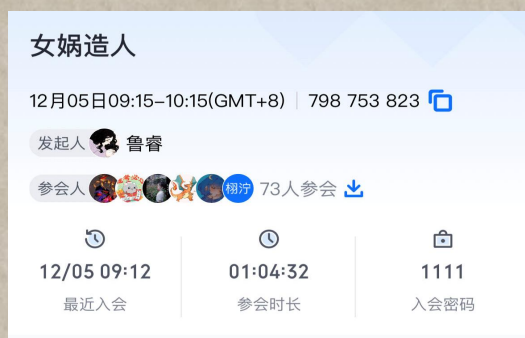 女娲造人
12月05日09:15-10:15(GMT+8) 798 753 823
发起人 鲁睿
参会人 栩泞 73人参会
12/05 09:12 01:04:32 1111
最近入会 参会时长 入会密码